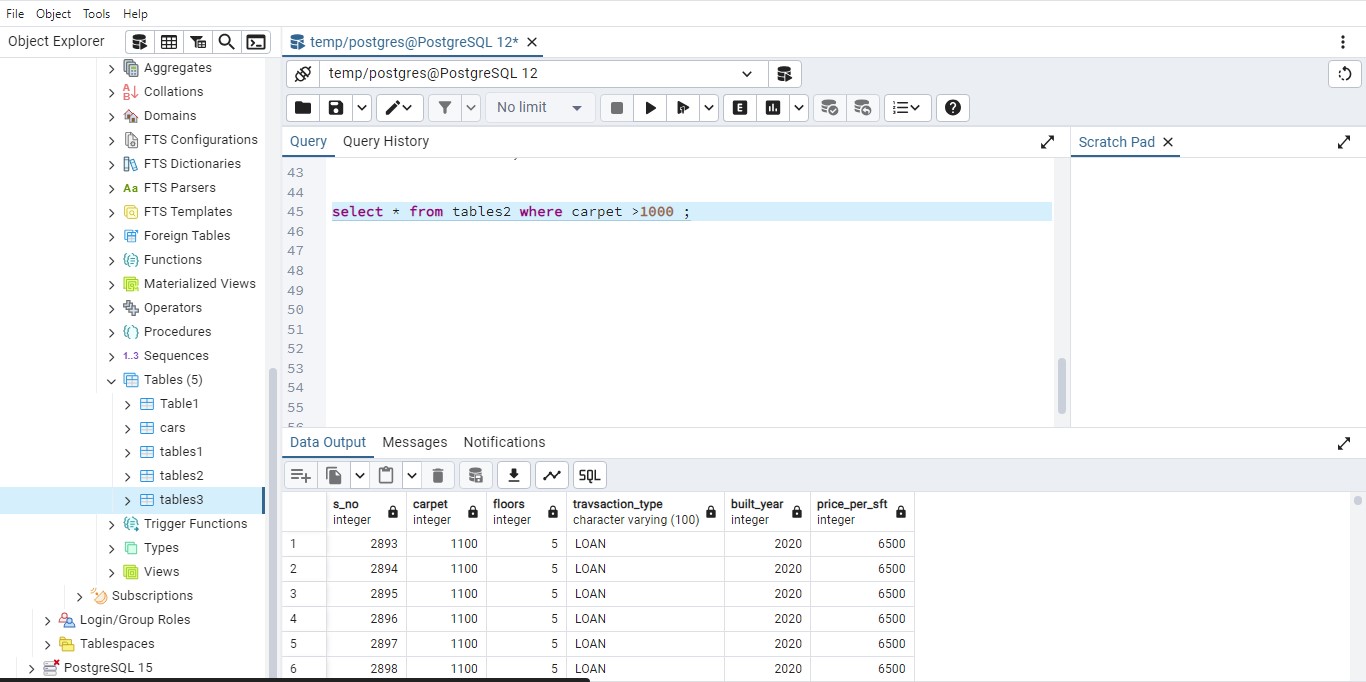 File Object Tools Help
Object Explorer
temp/postgres@PostgreSQL 12*
temp/postgres@PostgreSQL 12
No limit
E
Query Query History
Scratch Pad
Aggregates
Collations
Domains
FTS Configurations
FTS Dictionaries
Aa FTS Parsers
FTS Templates
Foreign Tables
Functions
Materialized Views
Operators
Procedures
1..3 Sequences
Tables (5)
Table1
cars
tables1
tables2
tables3
Trigger Functions
Types
Views
Subscriptions
Login/Group Roles
Tablespaces
PostgreSQL 15
43
44
45 select * from tables2 where carpet >1000 ;
46
47
48
49
50
51
52
53
54
55
56
Data Output Messages Notifications
SQL
s_no carpet floors travsaction_type built_year price_per_sft
integer integer integer character varying (100) integer integer
1 2893 1100 5 LOAN 2020 6500
2 2894 1100 5 LOAN 2020 6500
3 2895 1100 5 LOAN 2020 6500
4 2896 1100 5 LOAN 2020 6500
5 2897 1100 5 LOAN 2020 6500
6 2898 1100 5 LOAN 2020 6500